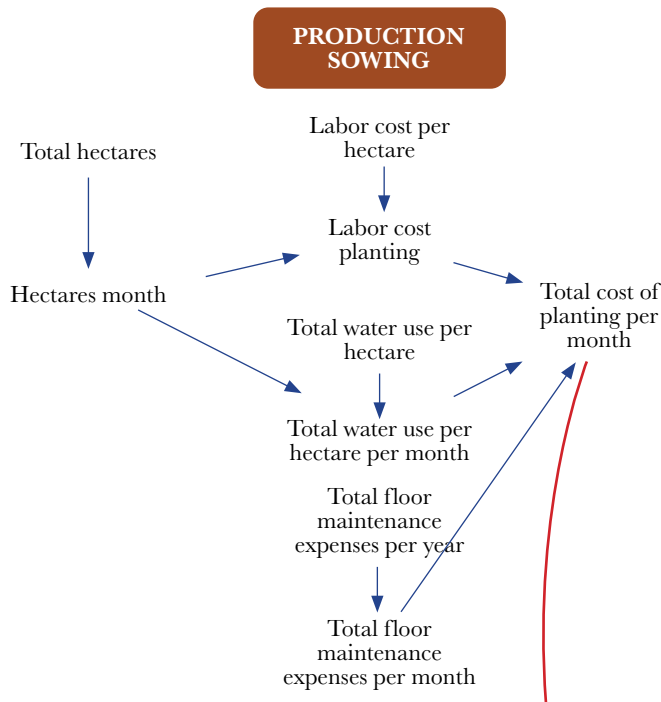 PRODUCTION
SOWING
Total hectares
Labor cost per
hectare
Labor cost
planting
Hectares month
Total cost of
planting per
month
Total water use per
hectare
Total water use per
hectare per month
Total floor
maintenance
expenses per year
Total floor
maintenance
expenses per month